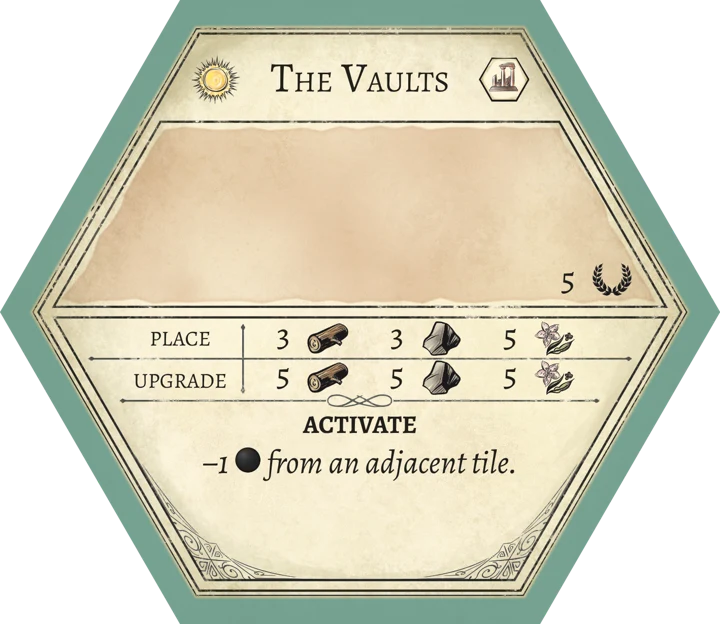 The Vaults
5
PLACE 3 3 5
UPGRADE 5 5 5
ACTIVATE
–1 from an adjacent tile.